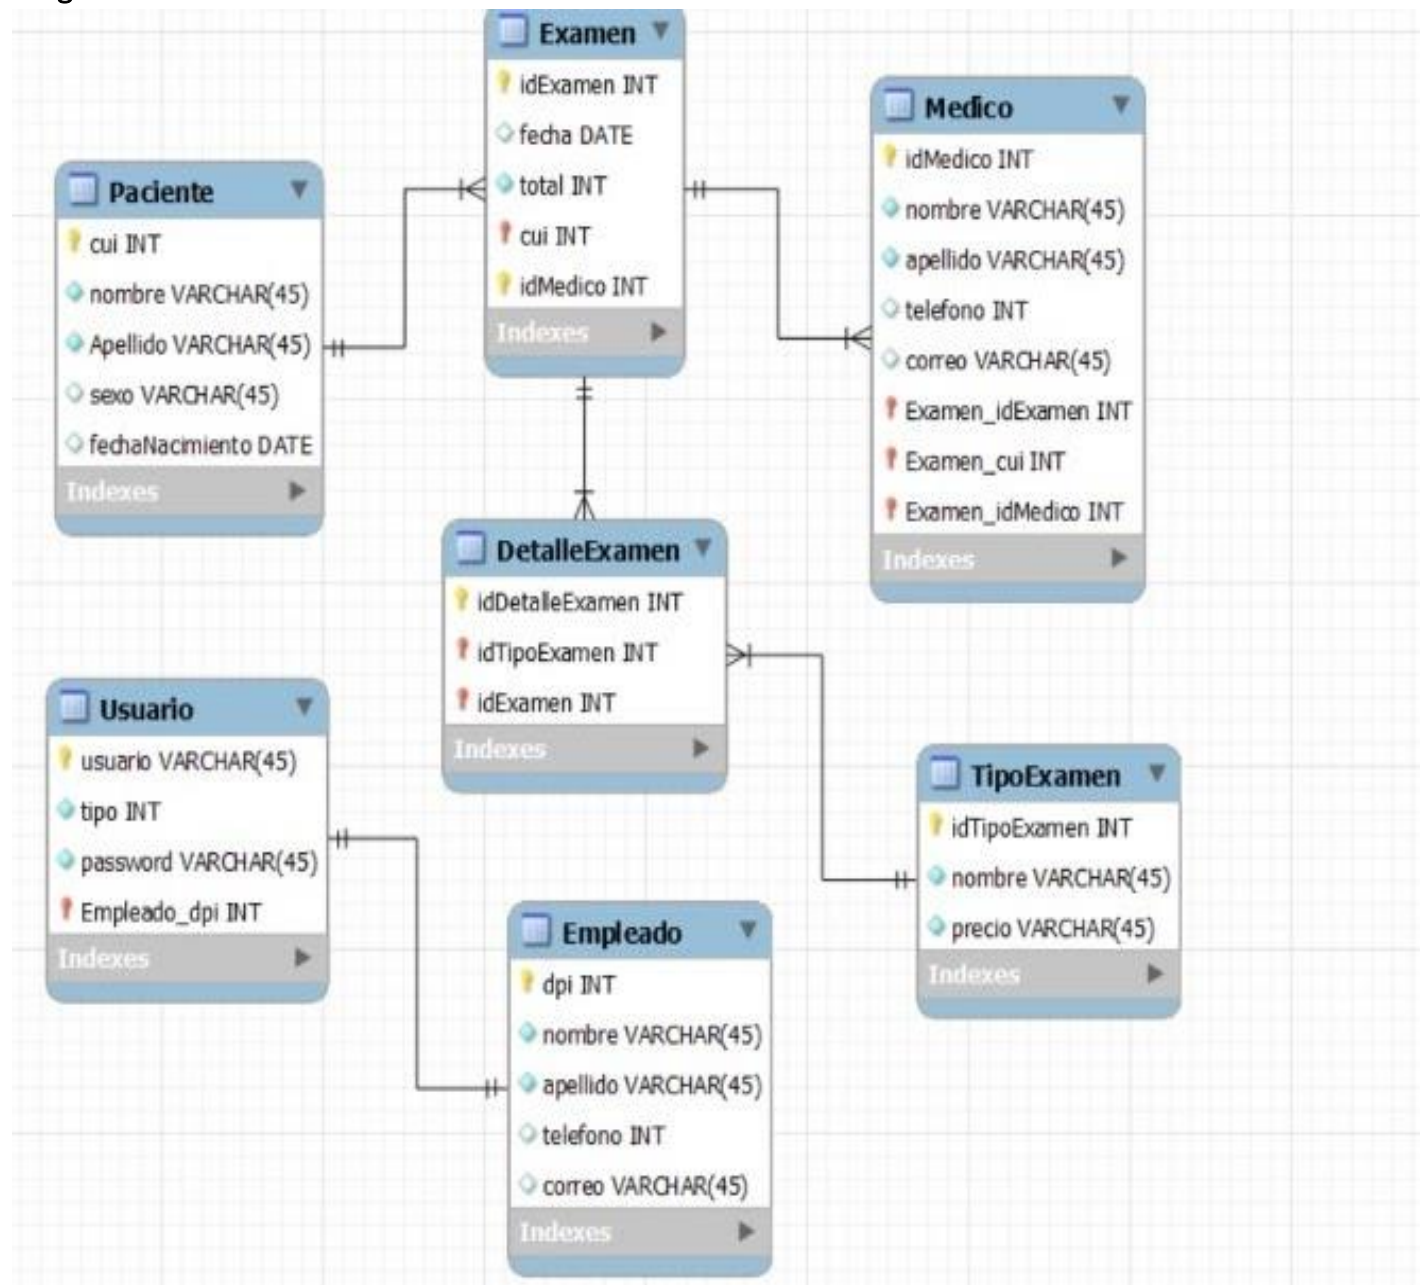 Examen
idExamen INT
fecha DATE
total INT
cui INT
idMedico INT
Indexes
Medico
idMedico INT
nombre VARCHAR(45)
apellido VARCHAR(45)
telefono INT
correo VARCHAR(45)
Examen_idExamen INT
Examen_cui INT
Examen_idMedico INT
Indexes
Paciente
cui INT
nombre VARCHAR(45)
Apellido VARCHAR(45)
sexo VARCHAR(45)
fechaNacimiento DATE
Indexes
DetalleExamen
idDetalleExamen INT
idTipoExamen INT
idExamen INT
Indexes
Usuario
usuario VARCHAR(45)
tipo INT
password VARCHAR(45)
Empleado_dpi INT
Indexes
TipoExamen
idTipoExamen INT
nombre VARCHAR(45)
precio VARCHAR(45)
Indexes
Empleado
dpi INT
nombre VARCHAR(45)
apellido VARCHAR(45)
telefono INT
correo VARCHAR(45)
Indexes